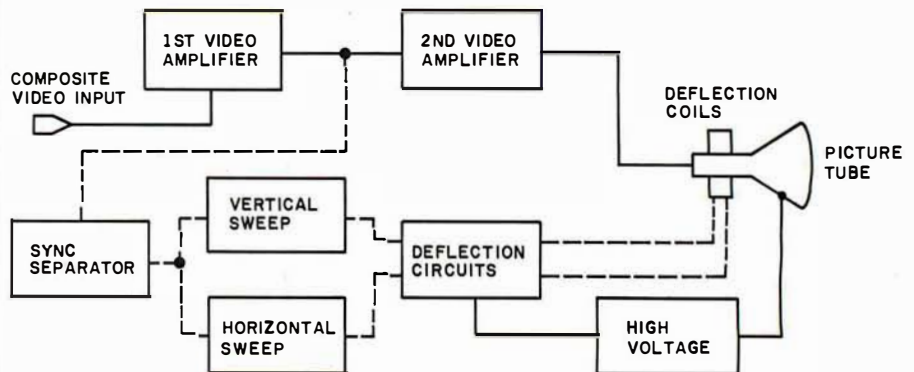 1ST VIDEO
AMPLIFIER
2ND VIDEO
AMPLIFIER
COMPOSITE
VIDEO INPUT
DEFLECTION
COILS
PICTURE
TUBE
VERTICAL
SWEEP
SYNC
SEPARATOR
DEFLECTION
CIRCUITS
HORIZONTAL
SWEEP
HIGH
VOLTAGE